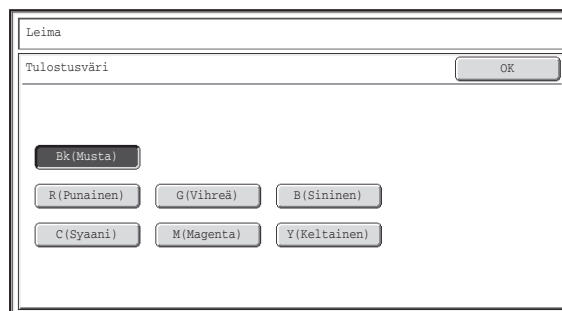 Leima
Tulostusväri OK
Bk(Musta)
R(Punainen) G(Vihreä) B(Sininen)
C(Syaani) M(Magenta) Y(Keltainen)